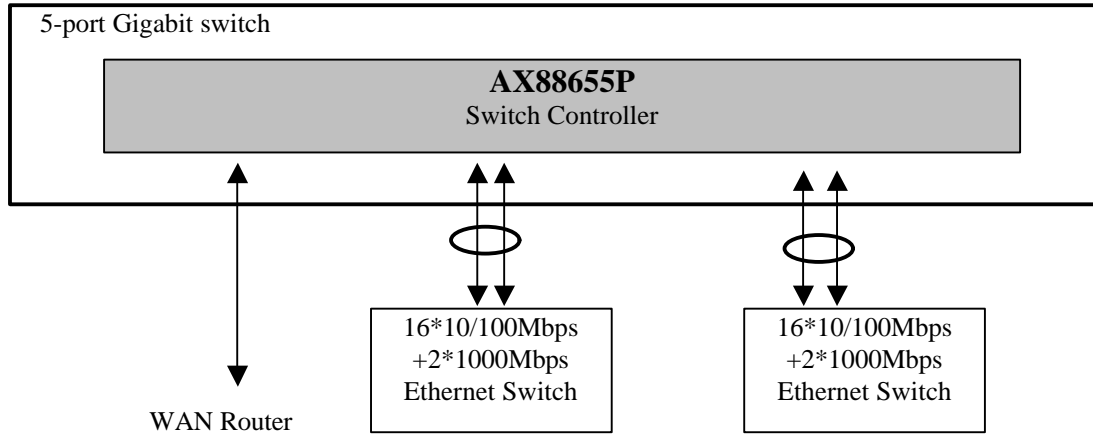 5-port Gigabit switch
AX88655P
Switch Controller
16*10/100Mbps
+2*1000Mbps
Ethernet Switch
16*10/100Mbps
+2*1000Mbps
Ethernet Switch
WAN Router